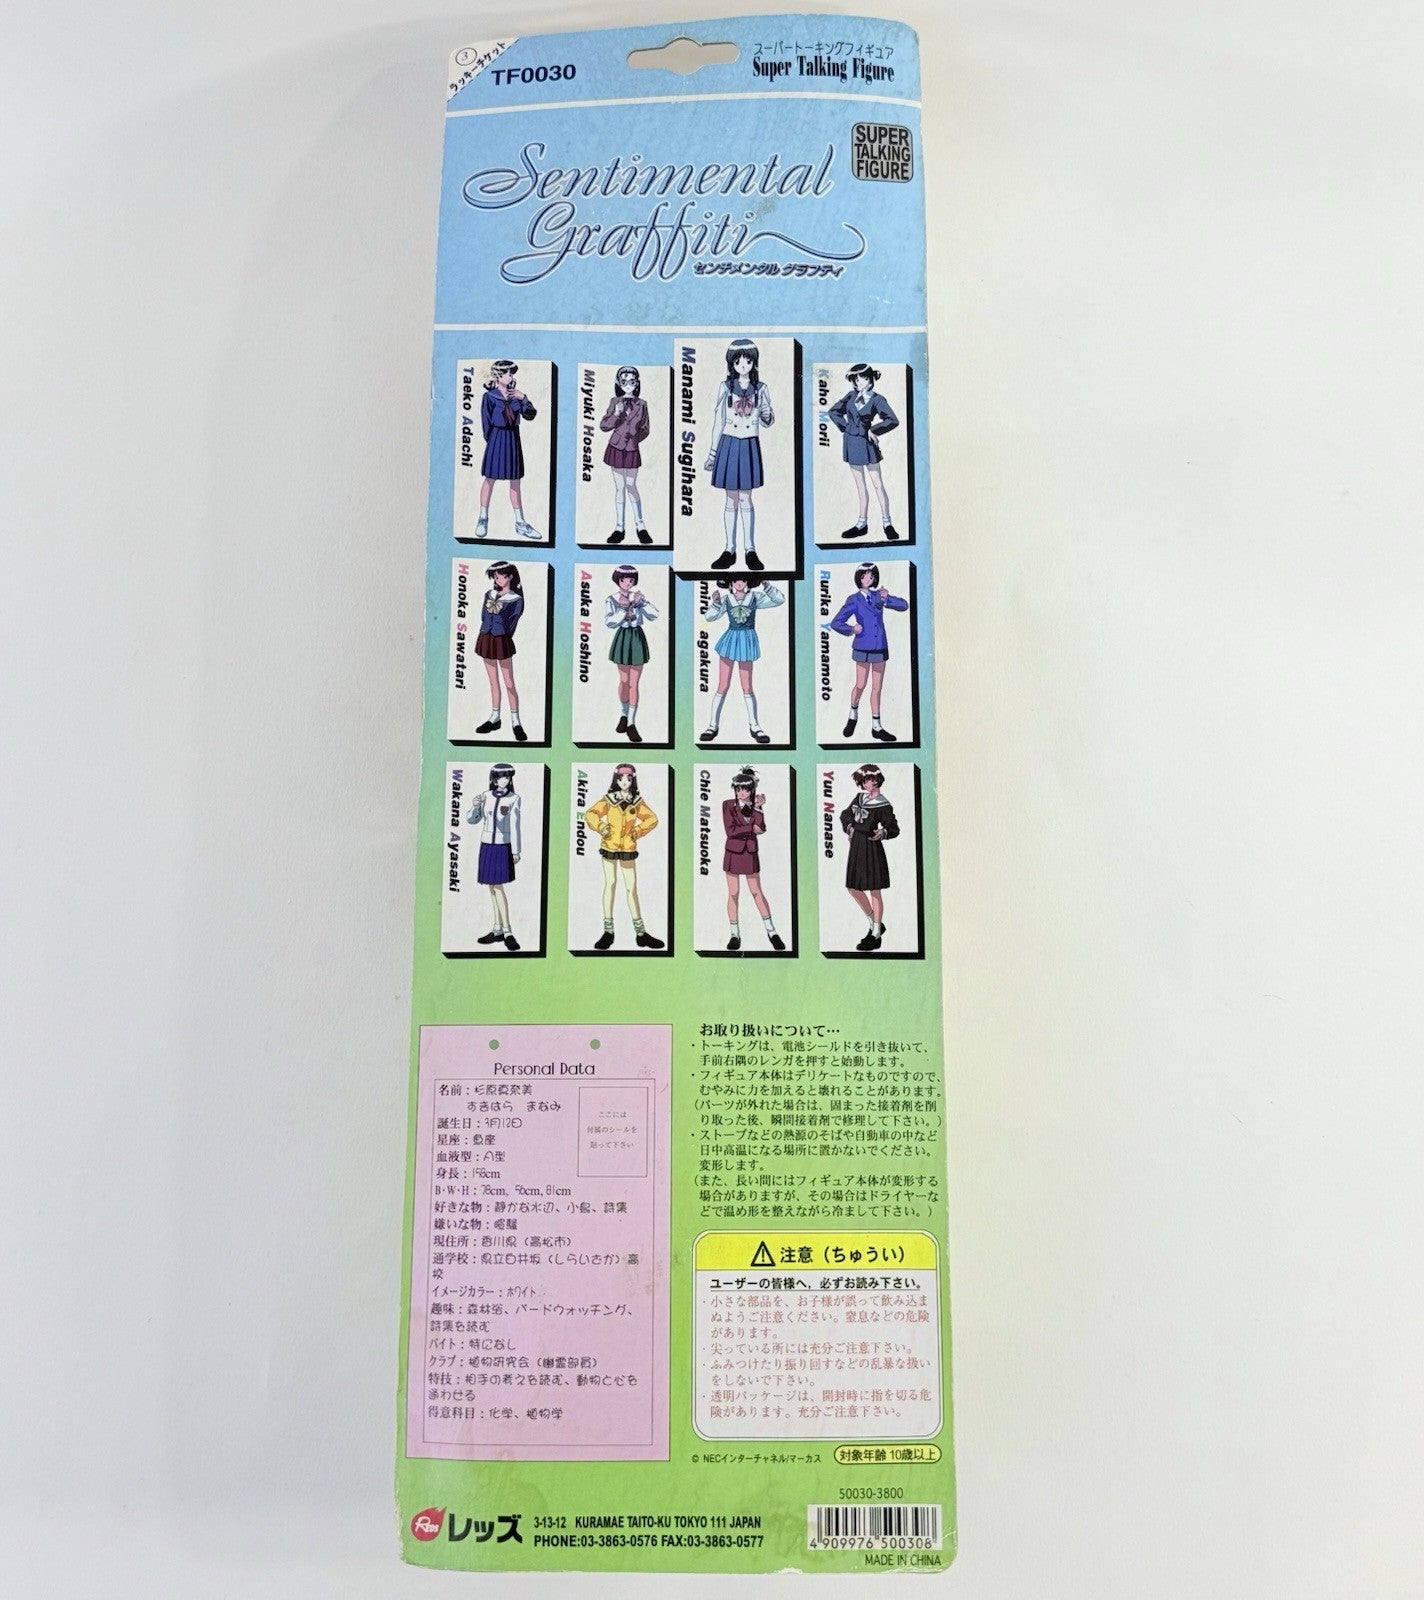 ③
ラッキーチケット
TF0030
スーパートーキングフィギュア
Super Talking Figure
SUPER
TALKING
FIGURE
Sentimental
Graffiti
センチメンタル グラフティ
Taeko Adachi
Miyuki Hosaka
Manami Sugihara
Kaho Morii
Honoka Sawatari
Asuka Hoshino
miru agakura
Rurika Yamamoto
Wakana Ayasaki
Akira Endou
Chie Matsuoka
Yuu Nanase
Personal Data
名前：杉原真奈美
すぎはら まなみ
誕生日：3月12日
星座：魚座
血液型：A型
身長：158cm
B・W・H：78cm, 56cm, 81cm
好きな物：静かな水辺、小鳥、詩集
嫌いな物：喧騒
現住所：香川県（高松市）
通学校：県立白井坂（しらいさか）高
校
イメージカラー：ホワイト
趣味：森林浴、バードウォッチング、
詩集を読む
バイト：特になし
クラブ：植物研究会（幽霊部員）
特技：相手の考えを読む、動物と心を
通わせる
得意科目：化学、植物学
ここには
付属のシールを
貼って下さい
お取り扱いについて…
・トーキングは、電池シールドを引き抜いて、
手前右隅のレンガを押すと始動します。
・フィギュア本体はデリケートなものですので、
むやみに力を加えると壊れることがあります。
（パーツが外れた場合は、固まった接着剤を削
り取った後、瞬間接着剤で修理して下さい。）
・ストーブなどの熱源のそばや自動車の中など
日中高温になる場所に置かないでください。
変形します。
（また、長い間にはフィギュア本体が変形する
場合がありますが、その場合はドライヤーな
どで温め形を整えながら冷まして下さい。）
注意（ちゅうい）
ユーザーの皆様へ，必ずお読み下さい。
・小さな部品を、お子様が誤って飲み込ま
ぬようご注意ください。窒息などの危険
があります。
・尖っている所には充分ご注意下さい。
・ふみつけたり振り回すなどの乱暴な扱い
をしないで下さい。
・透明パッケージは、開封時に指を切る危
険があります。充分ご注意下さい。
© NECインターチャネル/マーカス
対象年齢 10歳以上
50030-3800
REDS レッズ
3-13-12 KURAMAE TAITO-KU TOKYO 111 JAPAN
PHONE:03-3863-0576 FAX:03-3863-0577
4 909976 500308
MADE IN CHINA